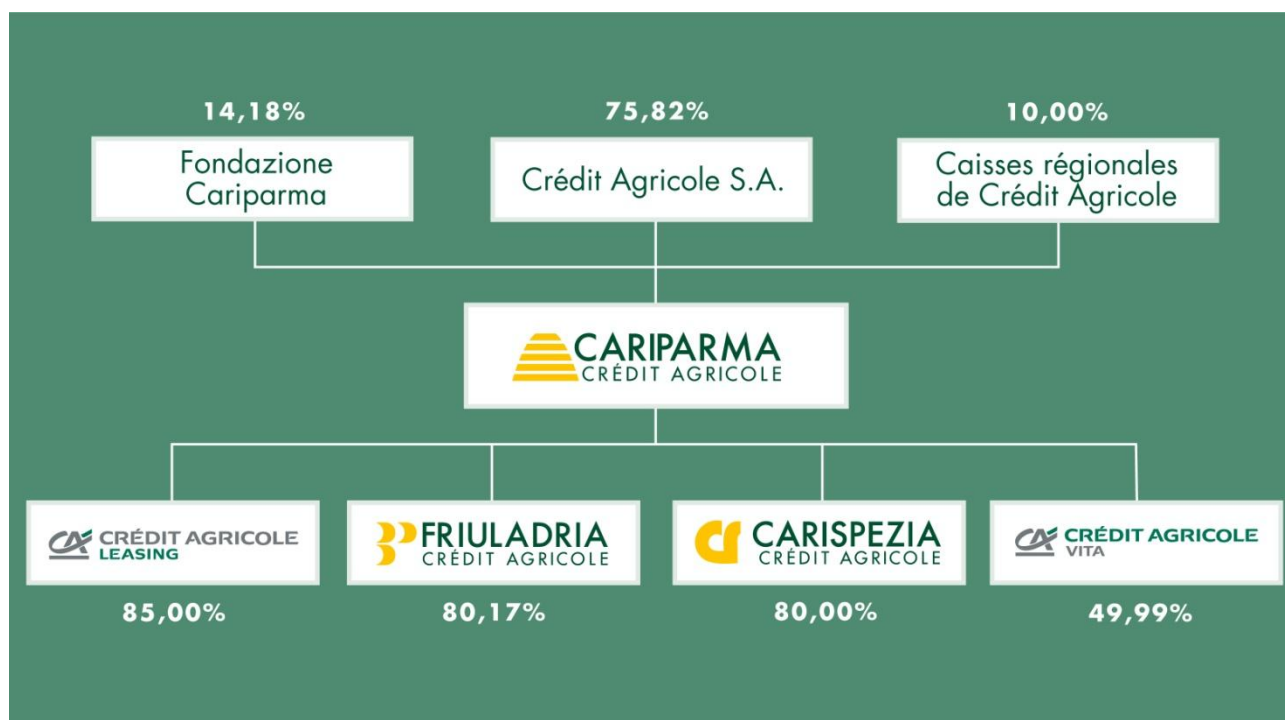 14,18%
75,82%
10,00%
Fondazione
Cariparma
Crédit Agricole S.A.
Caisses régionales
de Crédit Agricole
CARIPARMA
CRÉDIT AGRICOLE
CRÉDIT AGRICOLE
LEASING
FRIULADRIA
CRÉDIT AGRICOLE
CARISPEZIA
CRÉDIT AGRICOLE
CRÉDIT AGRICOLE
VITA
85,00%
80,17%
80,00%
49,99%